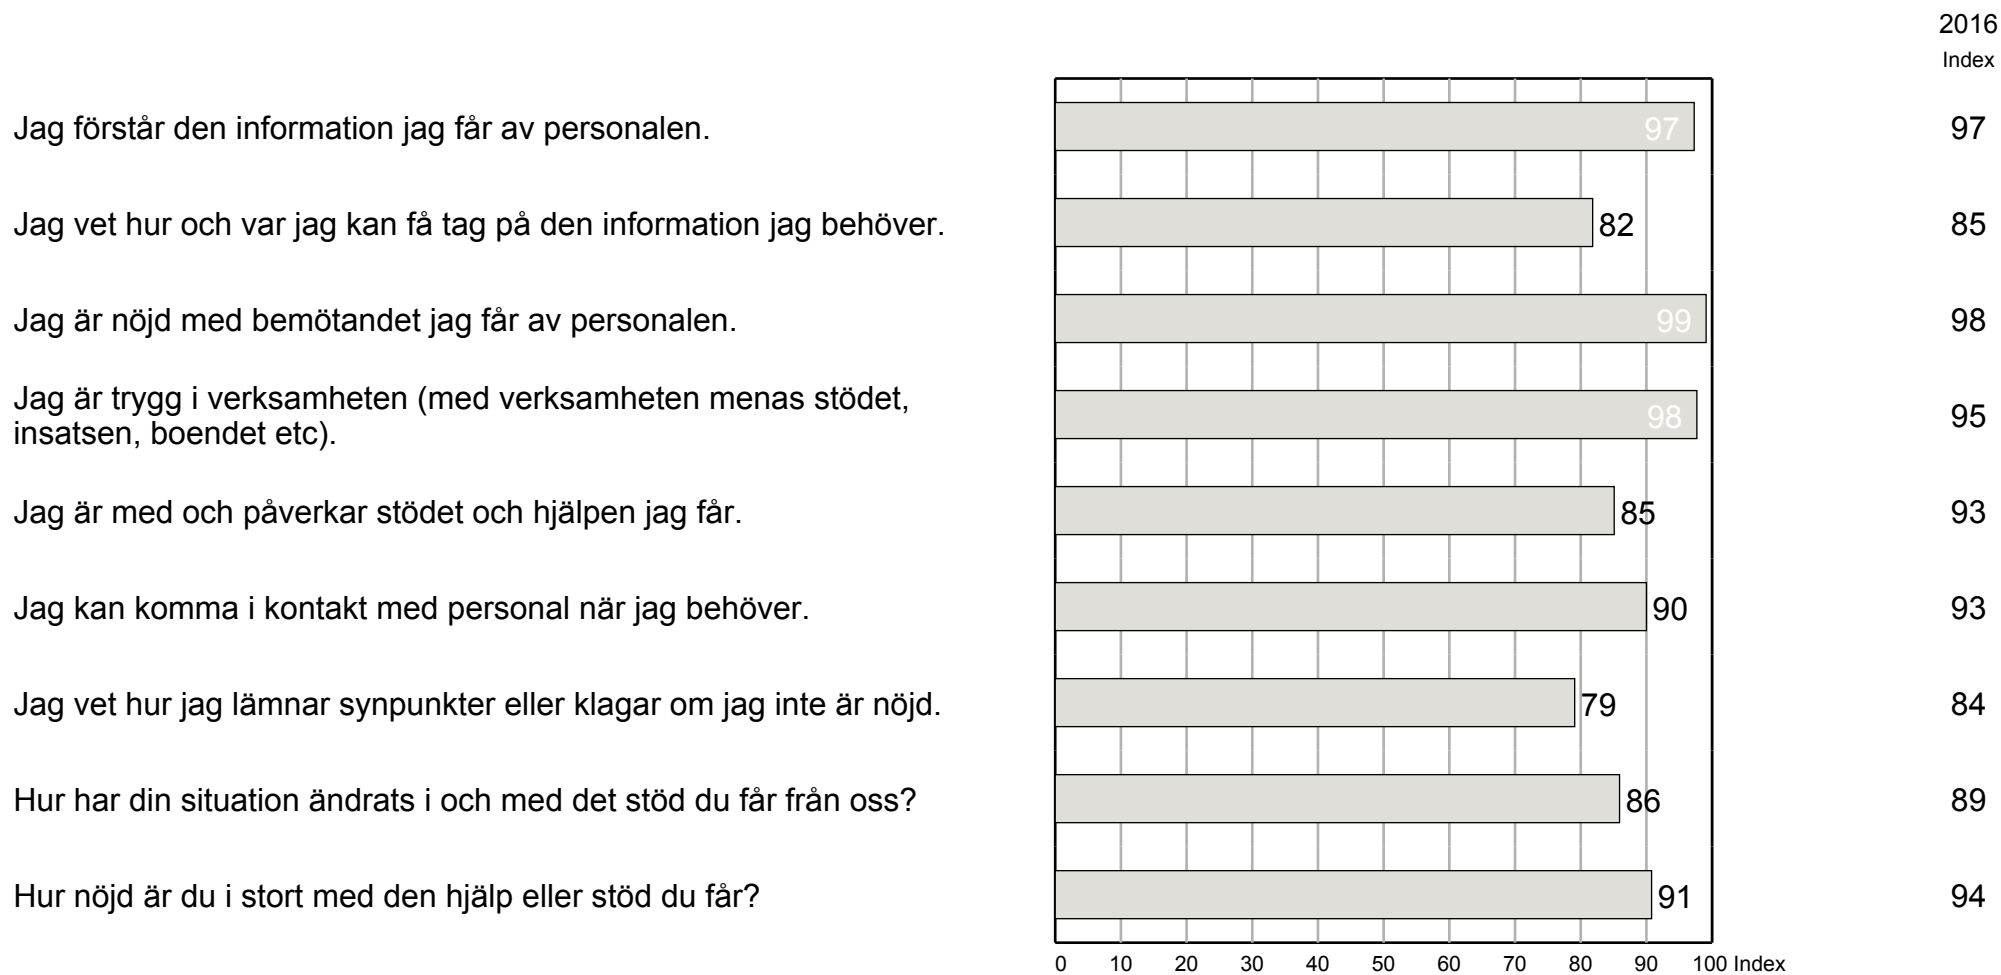 2016
Index
Jag förstår den information jag får av personalen. 97 97
Jag vet hur och var jag kan få tag på den information jag behöver. 82 85
Jag är nöjd med bemötandet jag får av personalen. 99 98
Jag är trygg i verksamheten (med verksamheten menas stödet,
insatsen, boendet etc). 98 95
Jag är med och påverkar stödet och hjälpen jag får. 85 93
Jag kan komma i kontakt med personal när jag behöver. 90 93
Jag vet hur jag lämnar synpunkter eller klagar om jag inte är nöjd. 79 84
Hur har din situation ändrats i och med det stöd du får från oss? 86 89
Hur nöjd är du i stort med den hjälp eller stöd du får? 91 94
0 10 20 30 40 50 60 70 80 90 100 Index